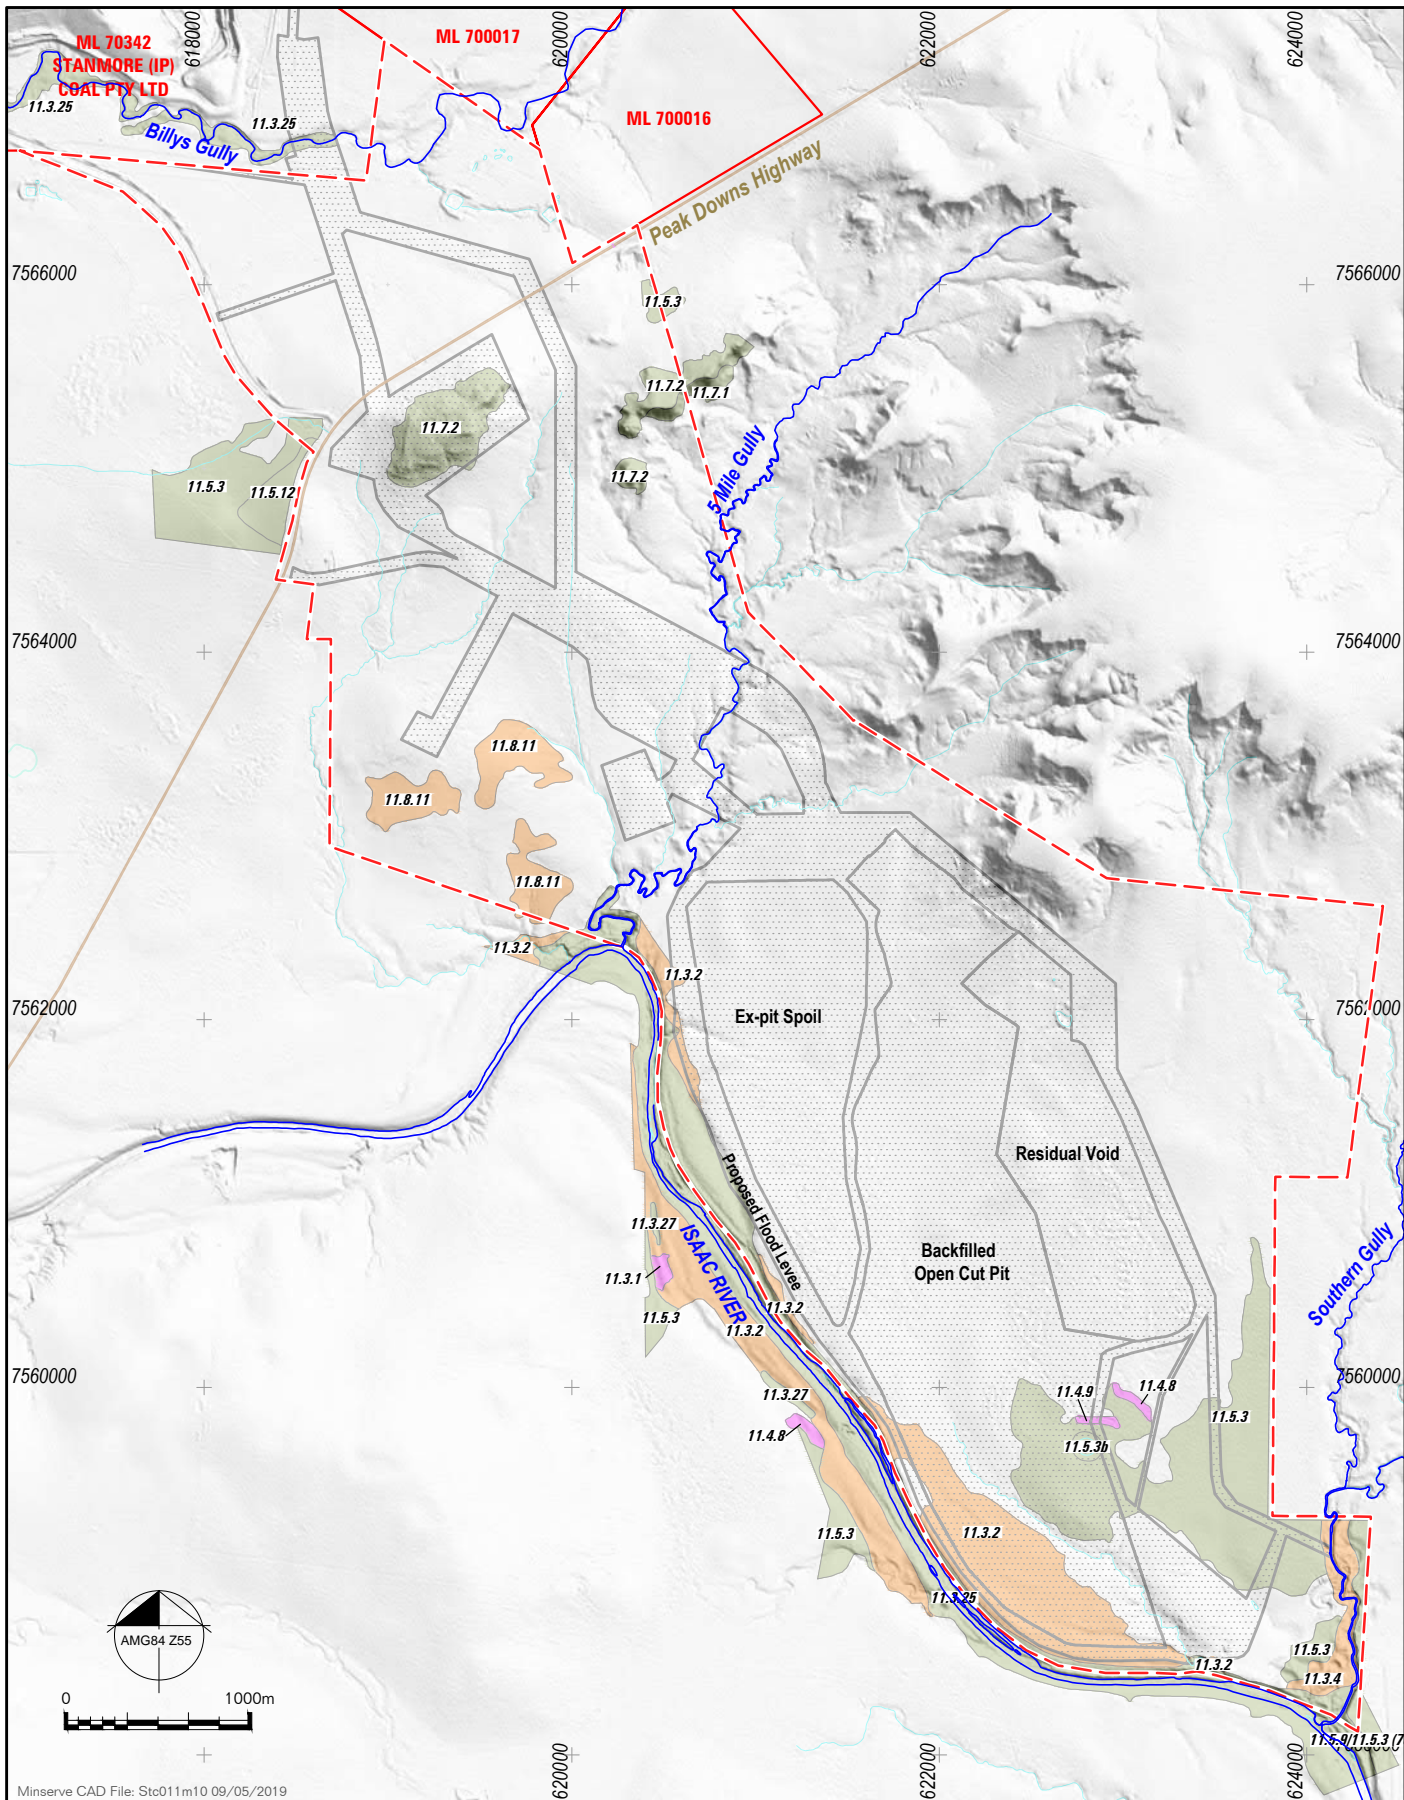 618000
620000
622000
624000
ML 70342
STANMORE (IP)
COAL PTY LTD
ML 700017
ML 700016
11.3.25
11.3.25
Billys Gully
Peak Downs Highway
7566000
7566000
11.5.3
11.7.2
11.7.1
11.7.2
11.7.2
11.5.3
11.5.12
5 Mile Gully
7564000
7564000
11.8.11
11.8.11
11.8.11
11.3.2
11.3.2
7562000
7562000
Ex-pit Spoil
Residual Void
Proposed Flood Levee
11.3.27
ISAAC RIVER
11.3.1
Backfilled
Open Cut Pit
Southern Gully
11.5.3
11.3.2
11.3.2
7560000
7560000
11.3.27
11.4.9
11.4.8
11.4.8
11.5.3
11.5.3b
11.5.3
11.3.2
11.3.25
AMG84 Z55
11.5.3
11.3.2
11.3.4
0
1000m
11.5.9/11.5.3 (7
620000
622000
624000
Minserve CAD File: Stc011m10 09/05/2019